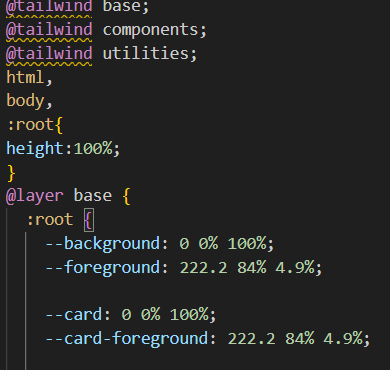 @tailwind base;
@tailwind components;
@tailwind utilities;
html,
body,
:root{
height:100%;
}
@layer base {
:root {
--background: 0 0% 100%;
--foreground: 222.2 84% 4.9%;
--card: 0 0% 100%;
--card-foreground: 222.2 84% 4.9%;